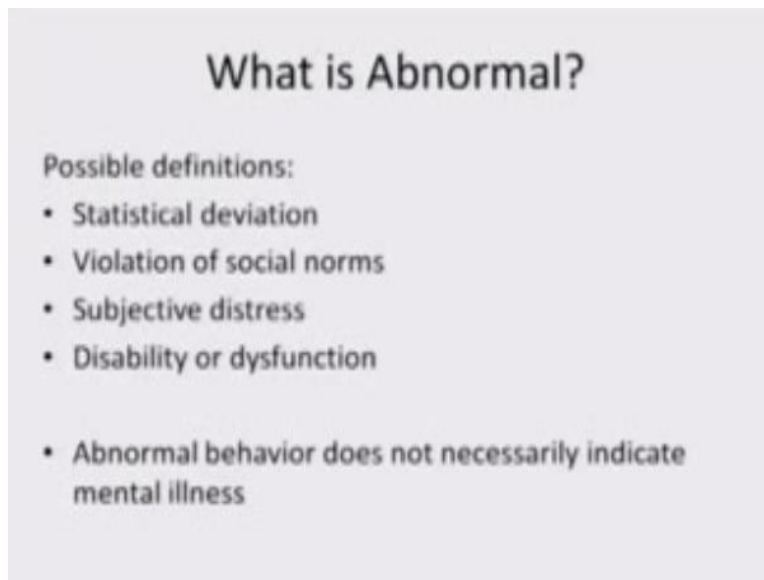 What is Abnormal?
Possible definitions:
• Statistical deviation
• Violation of social norms
• Subjective distress
• Disability or dysfunction
• Abnormal behavior does not necessarily indicate
mental illness